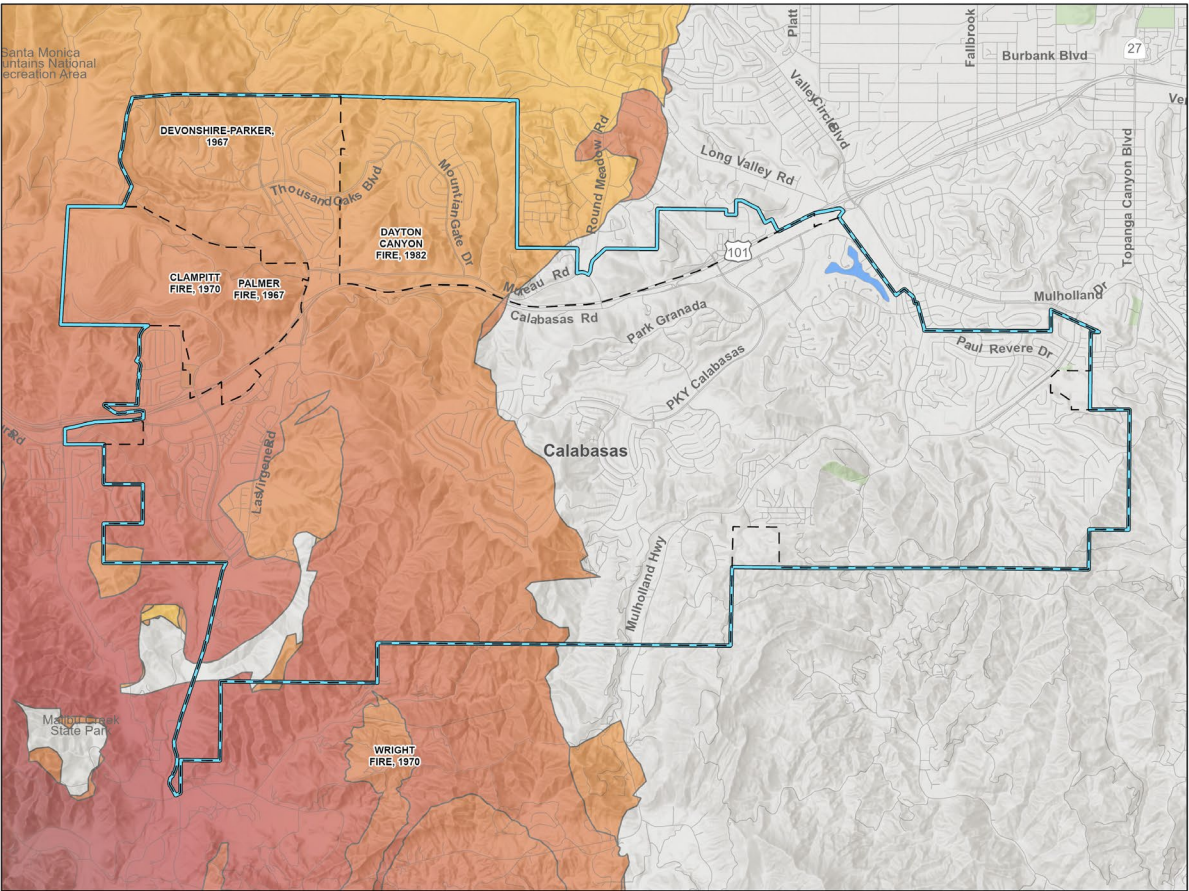 Platt
Fallbrook
Burbank Blvd
27
Santa Monica
untains National
ecreation Area
Valley Circle Blvd
Ver
DEVONSHIRE-PARKER,
1967
Round Meadow Rd
Long Valley Rd
Topanga Canyon Blvd
Thousand Oaks Blvd
MountianGate Dr
DAYTON
CANYON
FIRE, 1982
101
CLAMPITT
FIRE, 1970
PALMER
FIRE, 1967
Mureau Rd
Calabasas Rd
Park Granada
Mulholland Dr
Paul Revere Dr
PKY Calabasas
Las Virgenes Rd
Calabasas
Mulholland Hwy
Malibu Creek
State Park
WRIGHT
FIRE, 1970